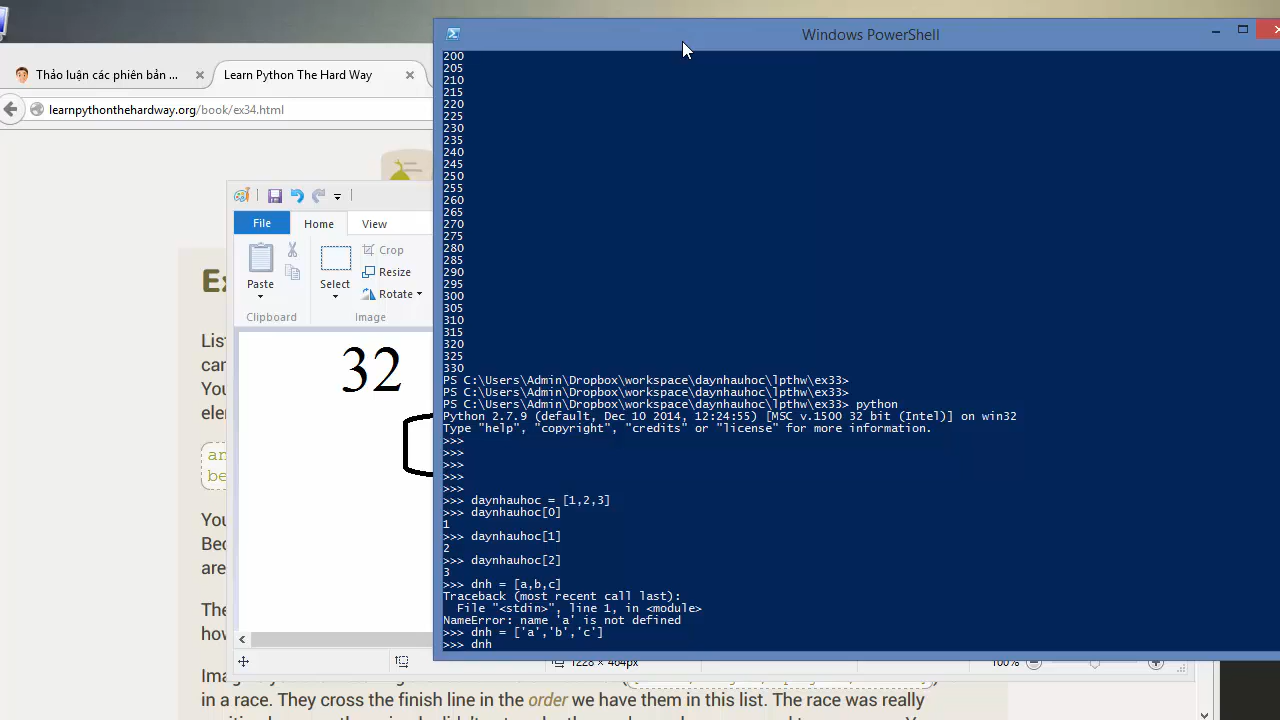 Windows PowerShell
Thảo luận các phiên bản ...
Learn Python The Hard Way
learnpythonthehardway.org/book/ex34.html
File
Home
View
Paste
Select
Crop
Resize
Rotate
Clipboard
Image
32
200
205
210
215
220
225
230
235
240
245
250
255
260
265
270
275
280
285
290
295
300
305
310
315
320
325
330
PS C:\Users\Admin\Dropbox\workspace\daynhauhoc\lpthw\ex33>
PS C:\Users\Admin\Dropbox\workspace\daynhauhoc\lpthw\ex33>
PS C:\Users\Admin\Dropbox\workspace\daynhauhoc\lpthw\ex33> python
Python 2.7.9 (default, Dec 10 2014, 12:24:55) [MSC v.1500 32 bit (Intel)] on win32
Type "help", "copyright", "credits" or "license" for more information.
>>>
>>>
>>>
>>>
>>>
>>> daynhauhoc = [1,2,3]
>>> daynhauhoc[0]
1
>>> daynhauhoc[1]
2
>>> daynhauhoc[2]
3
>>> dnh = [a,b,c]
Traceback (most recent call last):
File "<stdin>", line 1, in <module>
NameError: name 'a' is not defined
>>> dnh = ['a','b','c']
>>> dnh
100%
in a race. They cross the finish line in the order we have them in this list. The race was really